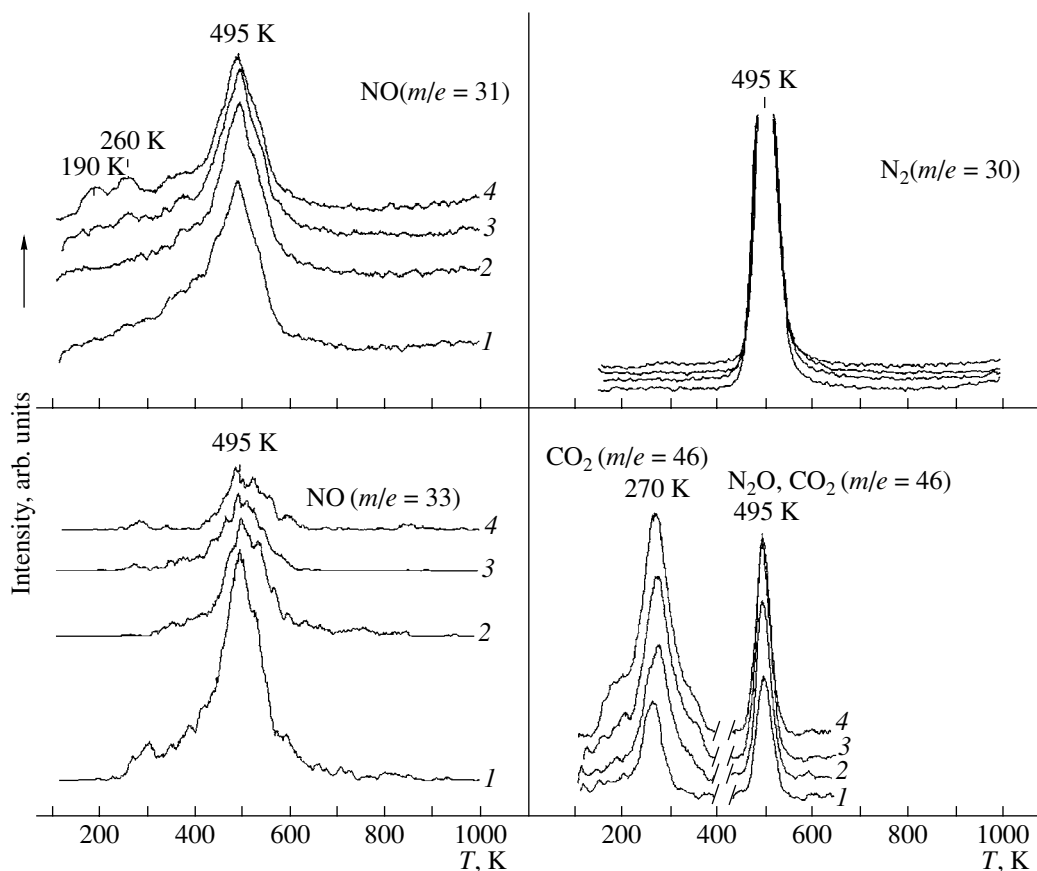 495 K
NO(m/e = 31)
260 K
190 K
4
3
2
1
495 K
N₂(m/e = 30)
Intensity, arb. units
495 K
NO (m/e = 33)
4
3
2
1
200 400 600 800 1000
T, K
CO₂ (m/e = 46)
270 K
N₂O, CO₂ (m/e = 46)
495 K
4
3
2
1
200 400 600 800 1000
T, K